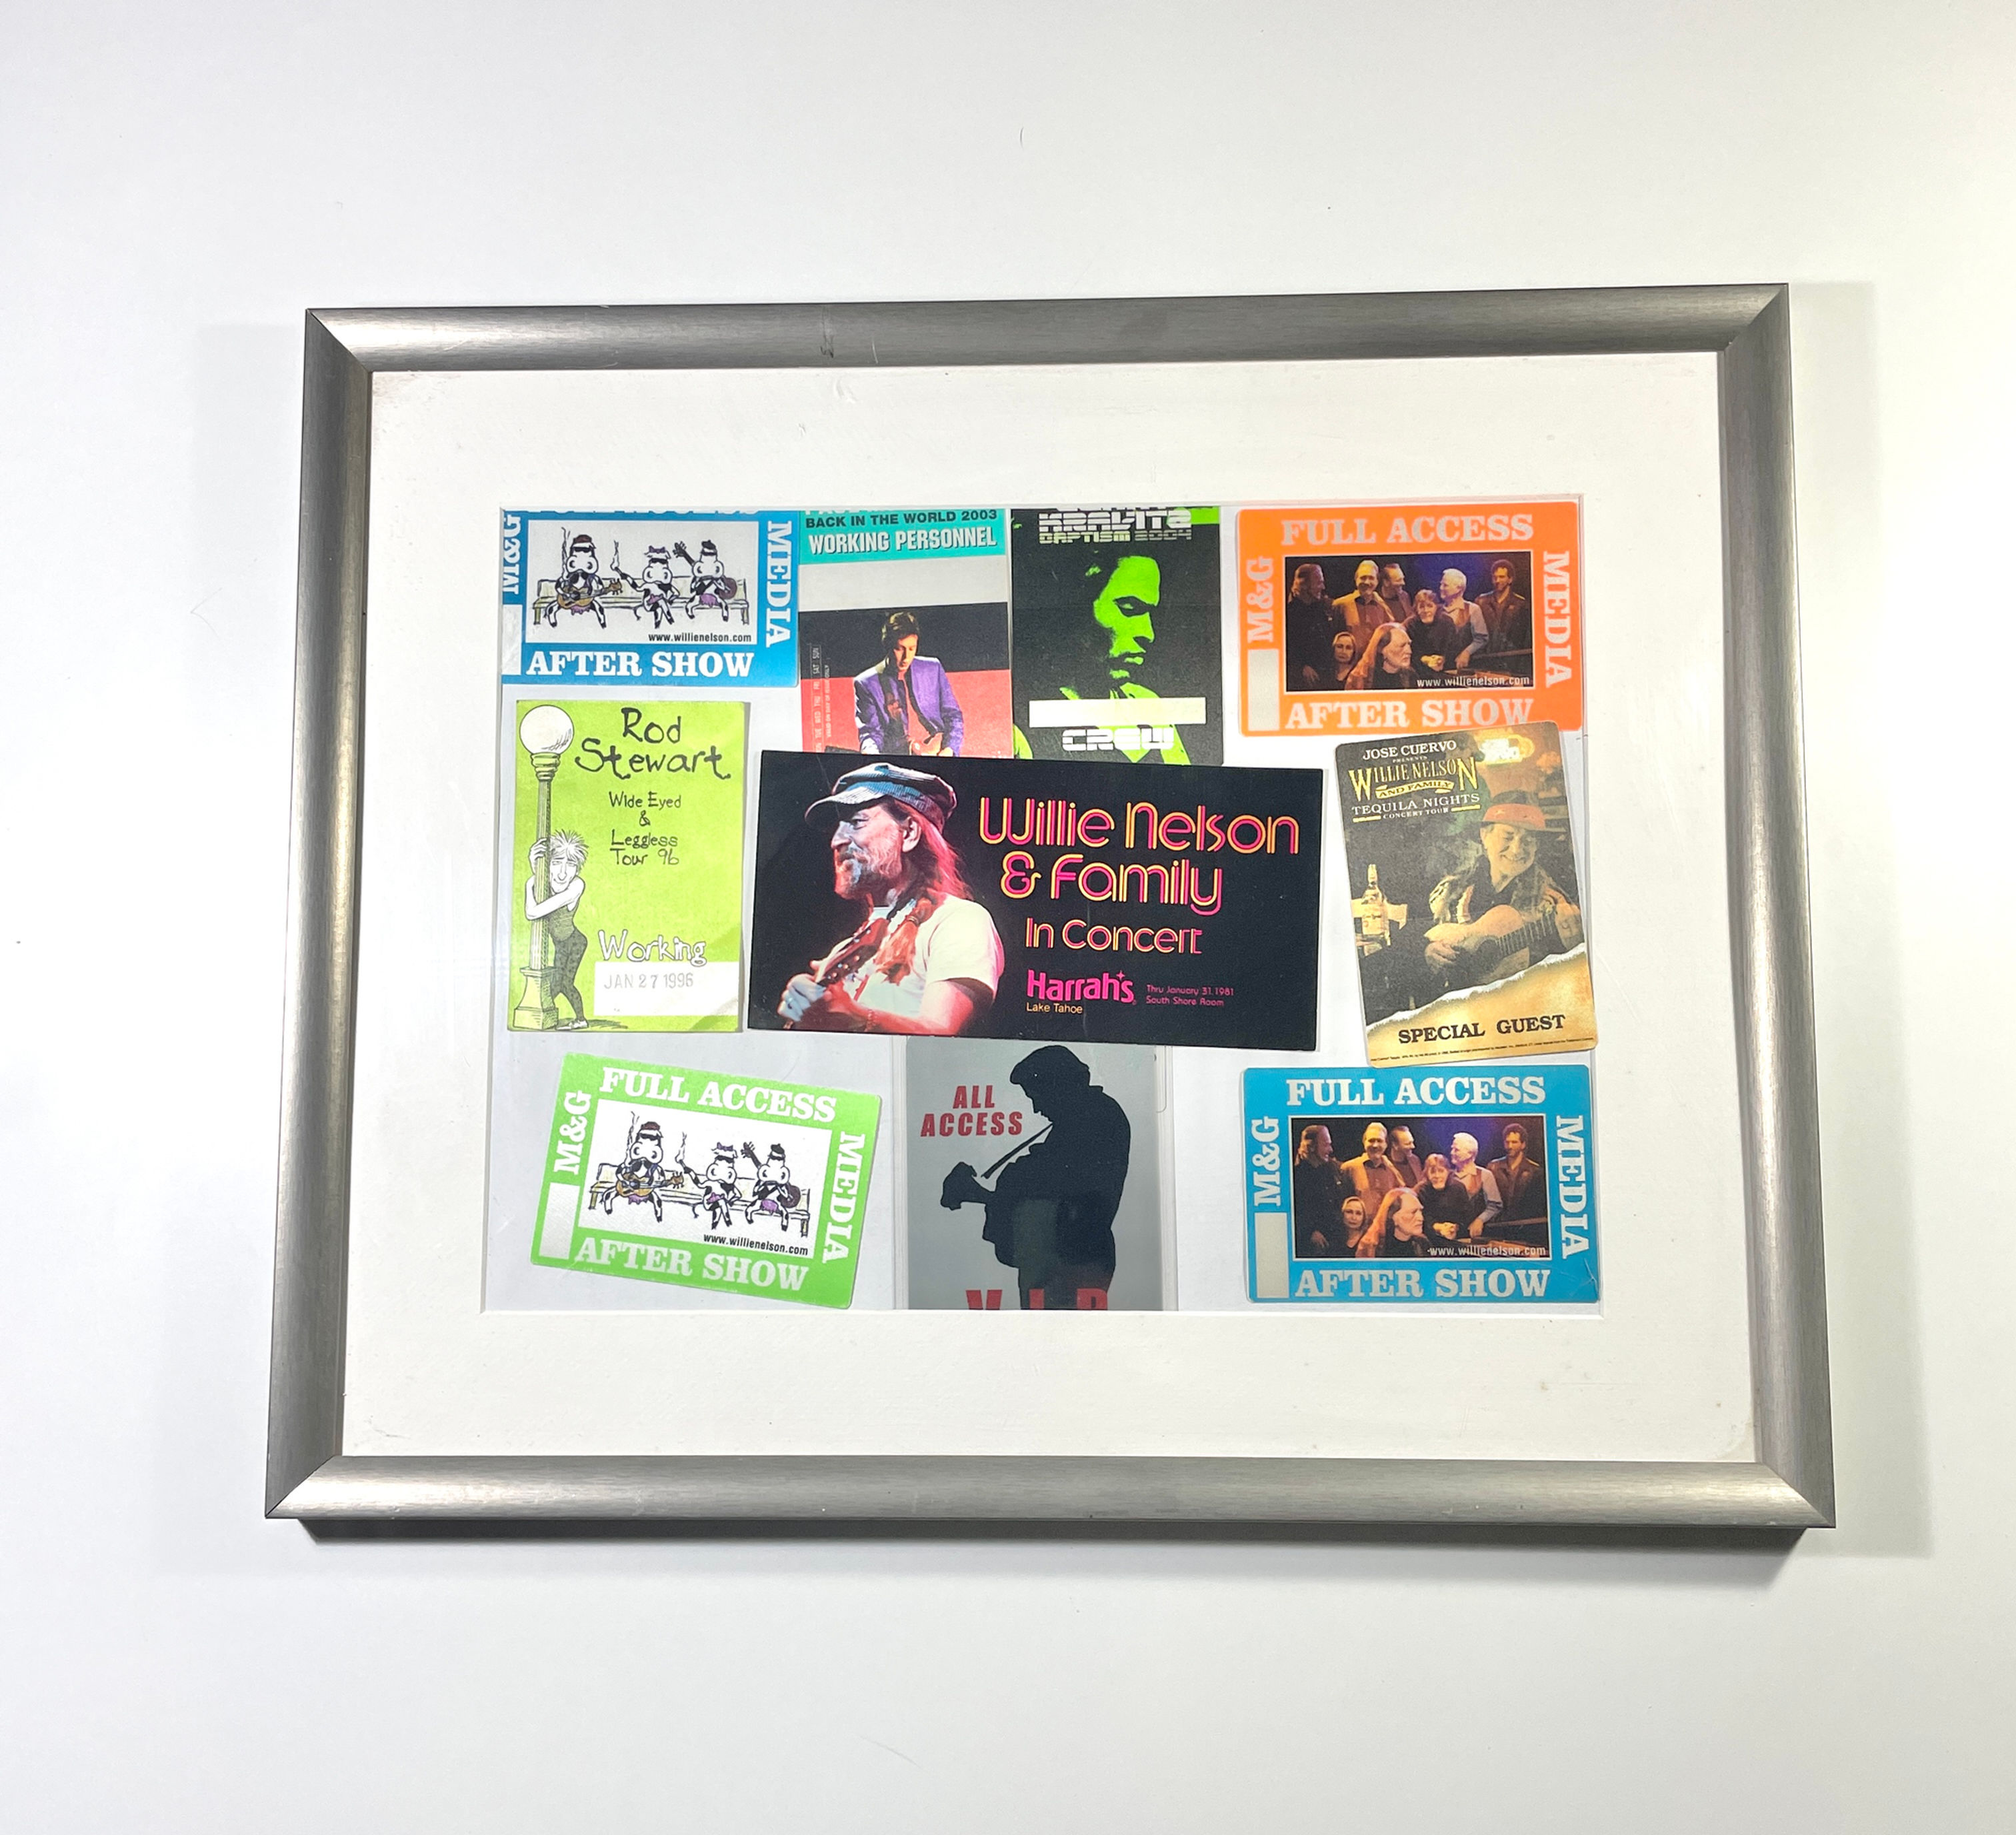 M&G
MEDIA
www.willienelson.com
AFTER SHOW
BACK IN THE WORLD 2003
WORKING PERSONNEL
KRAVITZ
BAPTISM 2004
CREW
FULL ACCESS
M&G
MEDIA
www.willienelson.com
AFTER SHOW
Rod
Stewart
Wide Eyed
&
Legless
Tour 96
Working
JAN 27 1996
Willie Nelson
& Family
In Concert
Harrah's
Lake Tahoe
Thru January 31, 1981
South Shore Room
JOSE CUERVO
PRESENTS
WILLIE NELSON
AND FAMILY
TEQUILA NIGHTS
CONCERT TOUR
SPECIAL GUEST
FULL ACCESS
M&G
MEDIA
www.willienelson.com
AFTER SHOW
ALL
ACCESS
VIP
FULL ACCESS
M&G
MEDIA
www.willienelson.com
AFTER SHOW